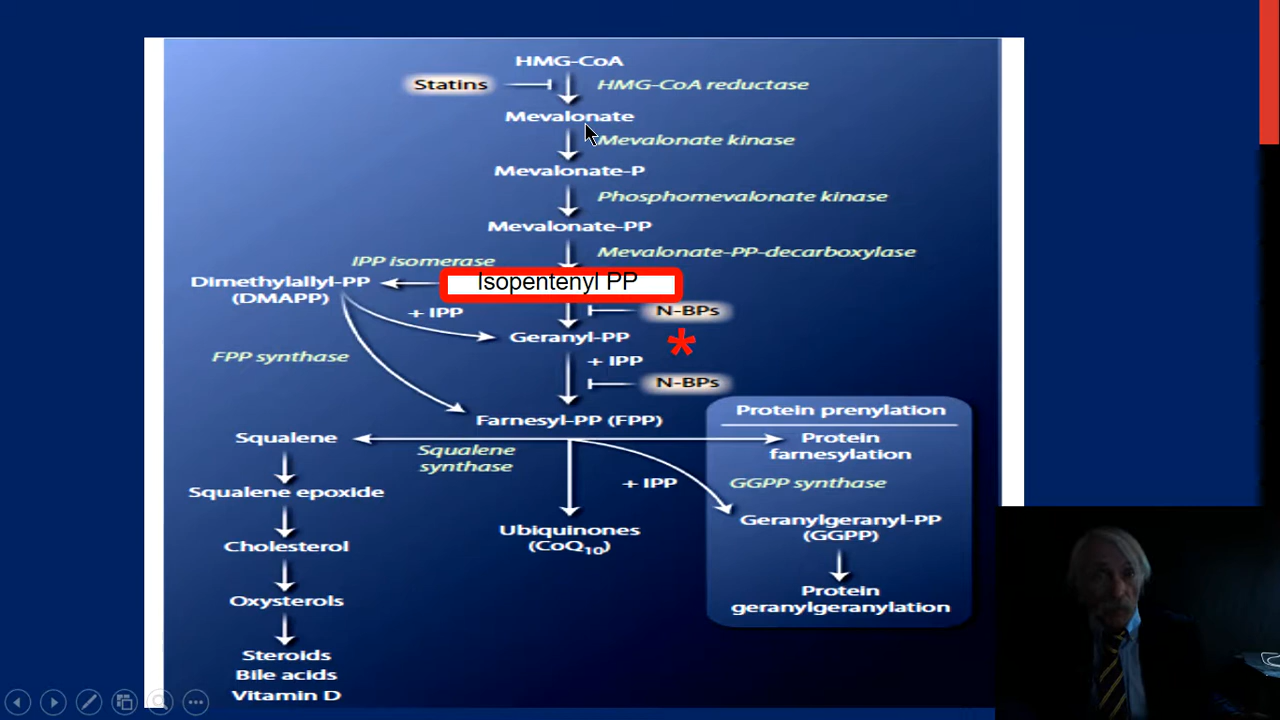 HMG-CoA
Statins
HMG-CoA reductase
Mevalonate
Mevalonate kinase
Mevalonate-P
Phosphomevalonate kinase
Mevalonate-PP
Mevalonate-PP-decarboxylase
IPP isomerase
Dimethylallyl-PP
(DMAPP)
Isopentenyl PP
+ IPP
N-BPs
Geranyl-PP
*
FPP synthase
+ IPP
N-BPs
Farnesyl-PP (FPP)
Squalene
Squalene
synthase
Squalene epoxide
Cholesterol
Oxysterols
Steroids
Bile acids
Vitamin D
Ubiquinones
(CoQ10)
+ IPP
Protein prenylation
Protein
farnesylation
GGPP synthase
Geranylgeranyl-PP
(GGPP)
Protein
geranylgeranylation